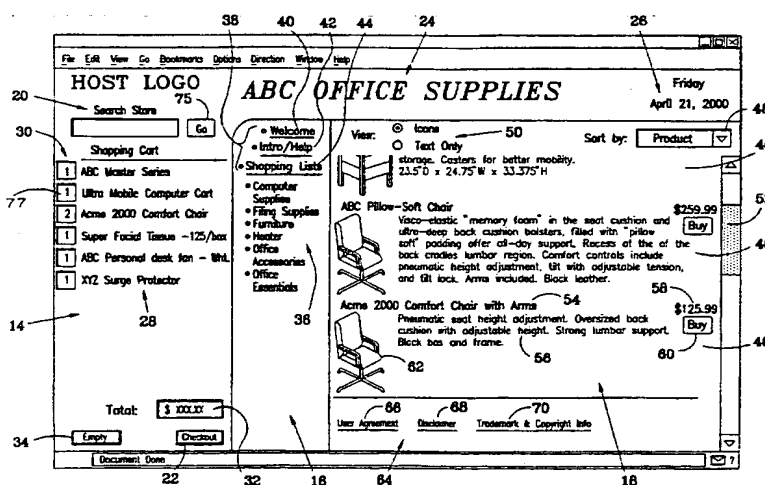 38 40 42 44 24 26
File Edit View Go Bookmarks Options Direction Window Help
HOST LOGO
ABC OFFICE SUPPLIES
Friday
April 21, 2000
20
75
Search Store
Go
30
Shopping Cart
1 ABC Master Series
77
1 Ultra Mobile Computer Cart
2 Acme 2000 Comfort Chair
1 Super Facial Tissue -125/box
1 ABC Personal desk fan - Wht.
1 XYZ Surge Protector
28
14
Total:
$ XXX.XX
34
Empty
Checkout
Document Done
22 32 16 64 18
• Welcome
• Intro/Help
• Shopping Lists
• Computer
Supplies
• Filing Supplies
• Furniture
• Heater
• Office
Accessories
• Office
Essentials
36
View:
Icons
Text Only
50
Sort by:
Product
storage. Casters for better mobility.
23.5"D x 24.75"W x 33.375"H
ABC Pillow-Soft Chair
$259.99
Buy
Visco-elastic "memory foam" in the seat cushion and
ultra-deep back cushion bolsters, filled with "pillow
soft" padding offer all-day support. Recess of the of the
back cradles lumbar region. Comfort controls include
pneumatic height adjustment, tilt with adjustable tension,
and tilt lock. Arms included. Black leather.
Acme 2000 Comfort Chair with Arms
54
58
$125.99
Buy
Pneumatic seat height adjustment. Oversized back
cushion with adjustable height. Strong lumbar support.
Black bas and frame.
62
56
60
66 68 70
User Agreement
Disclaimer
Trademark & Copyright Info
?